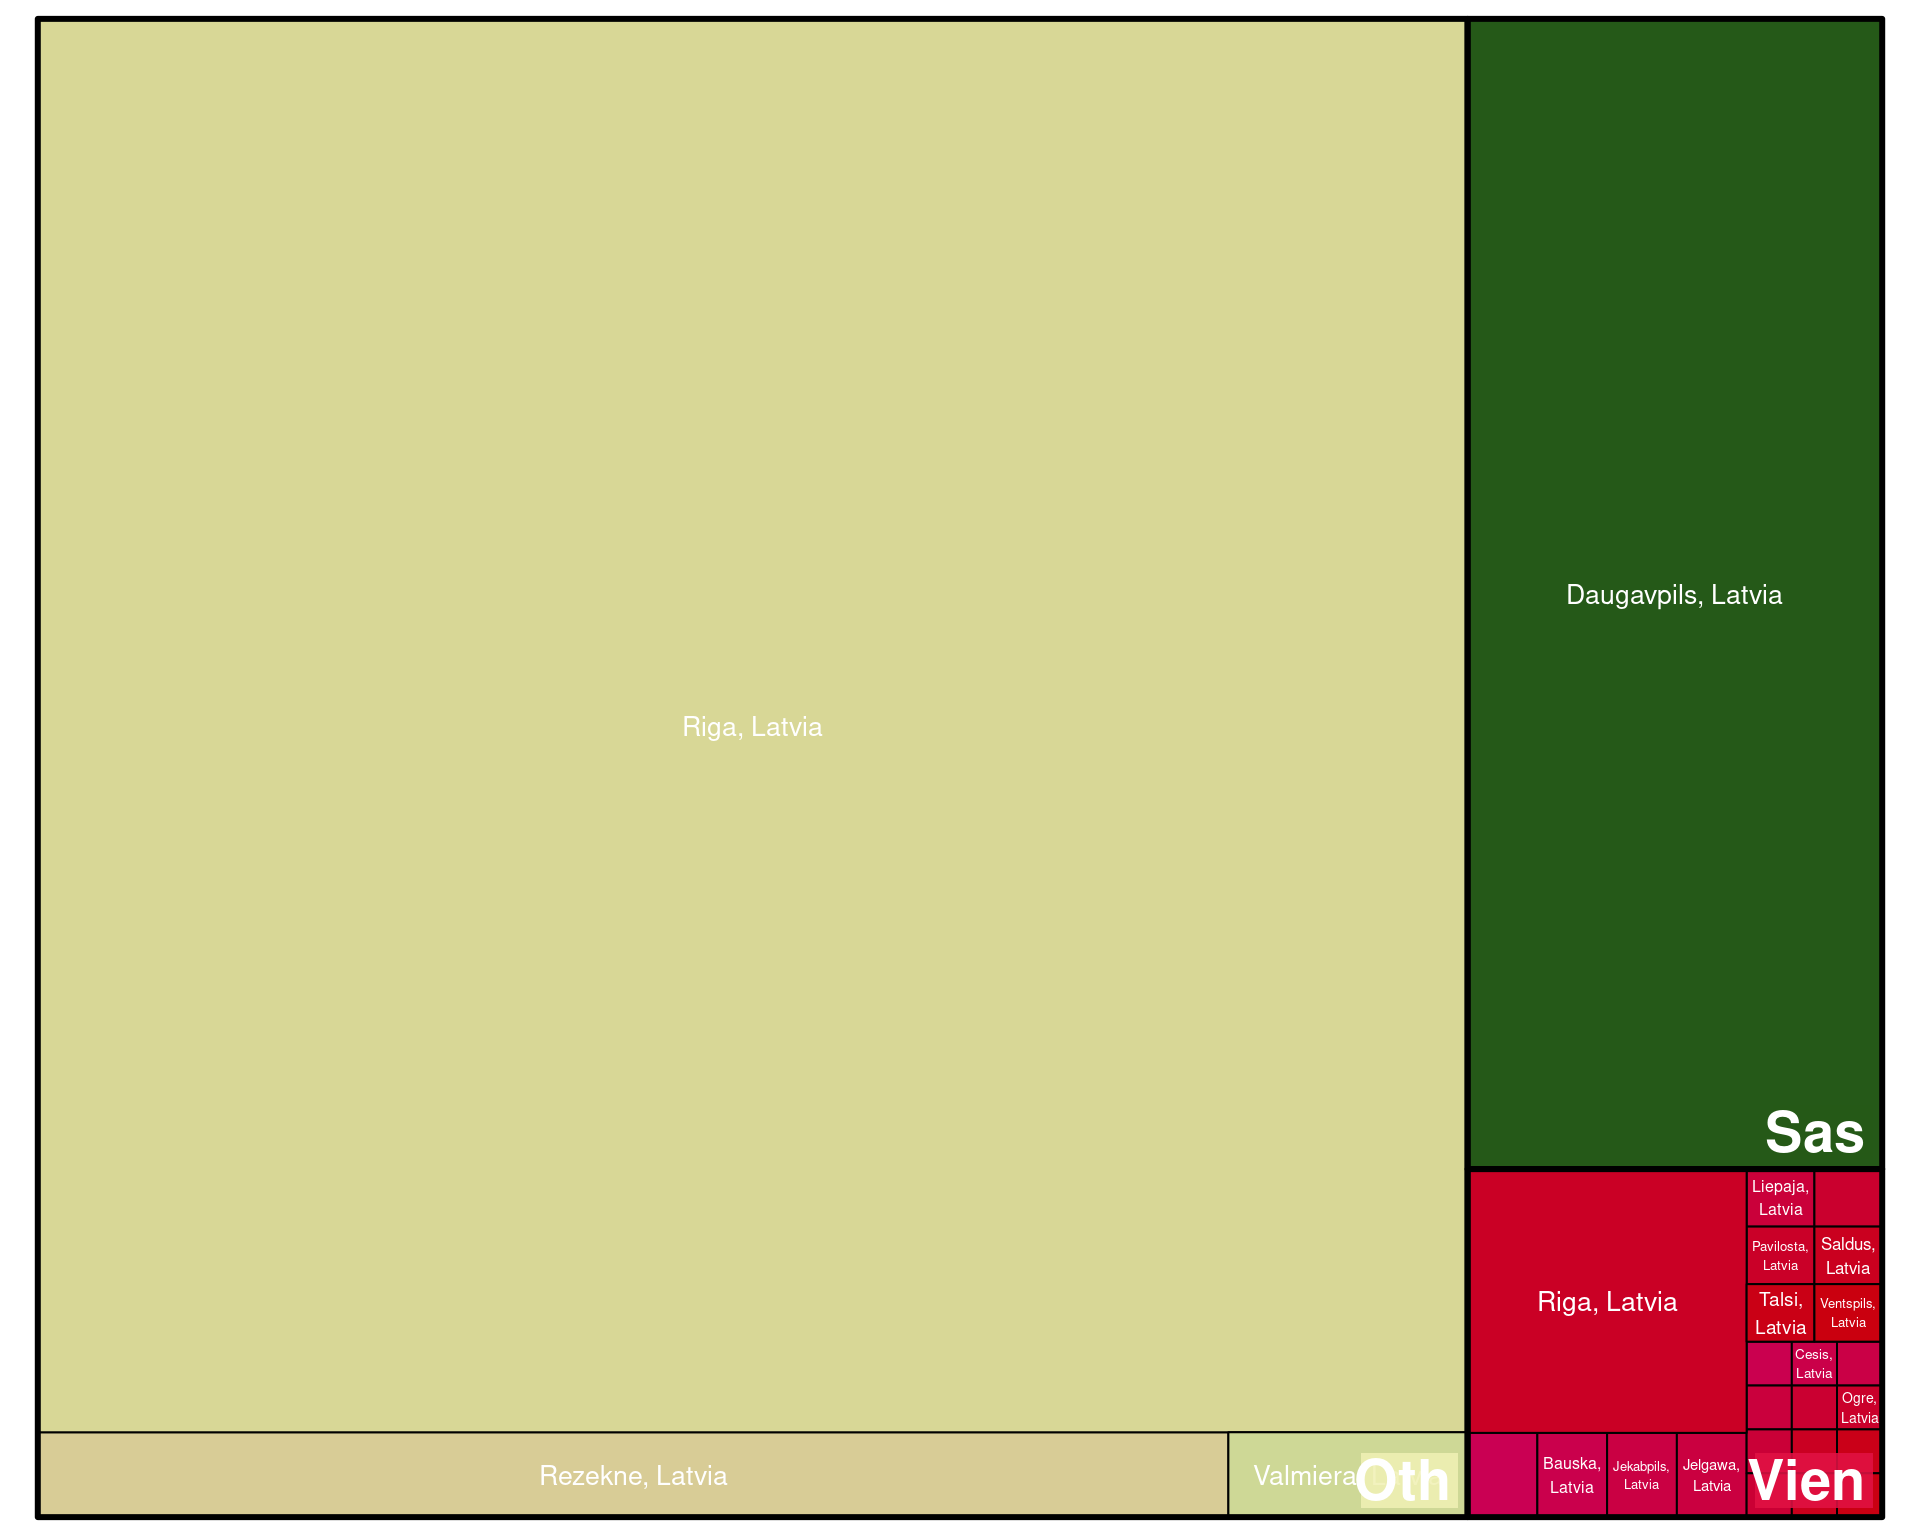 Riga, Latvia
Rezekne, Latvia
Valmiera
Oth
Daugavpils, Latvia
Sas
Riga, Latvia
Liepaja,
Latvia
Pavilosta,
Latvia
Saldus,
Latvia
Talsi,
Latvia
Ventspils,
Latvia
Cesis,
Latvia
Ogre,
Latvia
Bauska,
Latvia
Jekabpils,
Latvia
Jelgawa,
Latvia
Vien